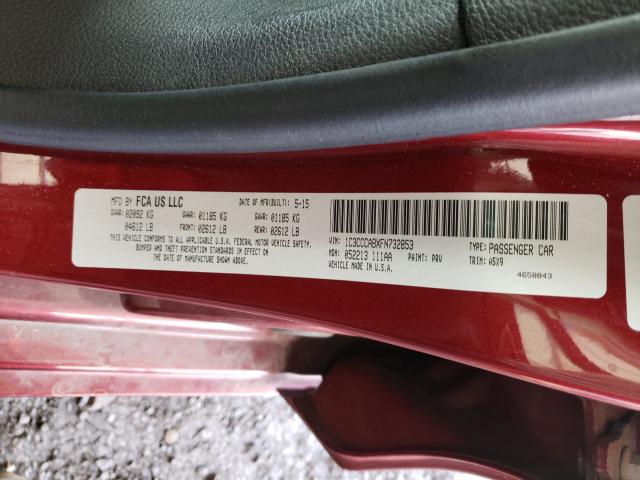 MFD BY FCA US LLC DATE OF MFR(BUILT): 5-15
GVWR: 02092 KG GAWR: 01185 KG GAWR: 01185 KG
04612 LB FRONT: 02612 LB REAR: 02612 LB
THIS VEHICLE CONFORMS TO ALL APPLICABLE U.S.A. FEDERAL MOTOR VEHICLE SAFETY,
BUMPER AND THEFT PREVENTION STANDARDS IN EFFECT ON
THE DATE OF MANUFACTURE SHOWN ABOVE.
VIN: 1C3CCCABXFN732853 TYPE: PASSENGER CAR
MDH: 052213 111AA PAINT: PRV TRIM: A5X9
VEHICLE MADE IN U.S.A. 4658843